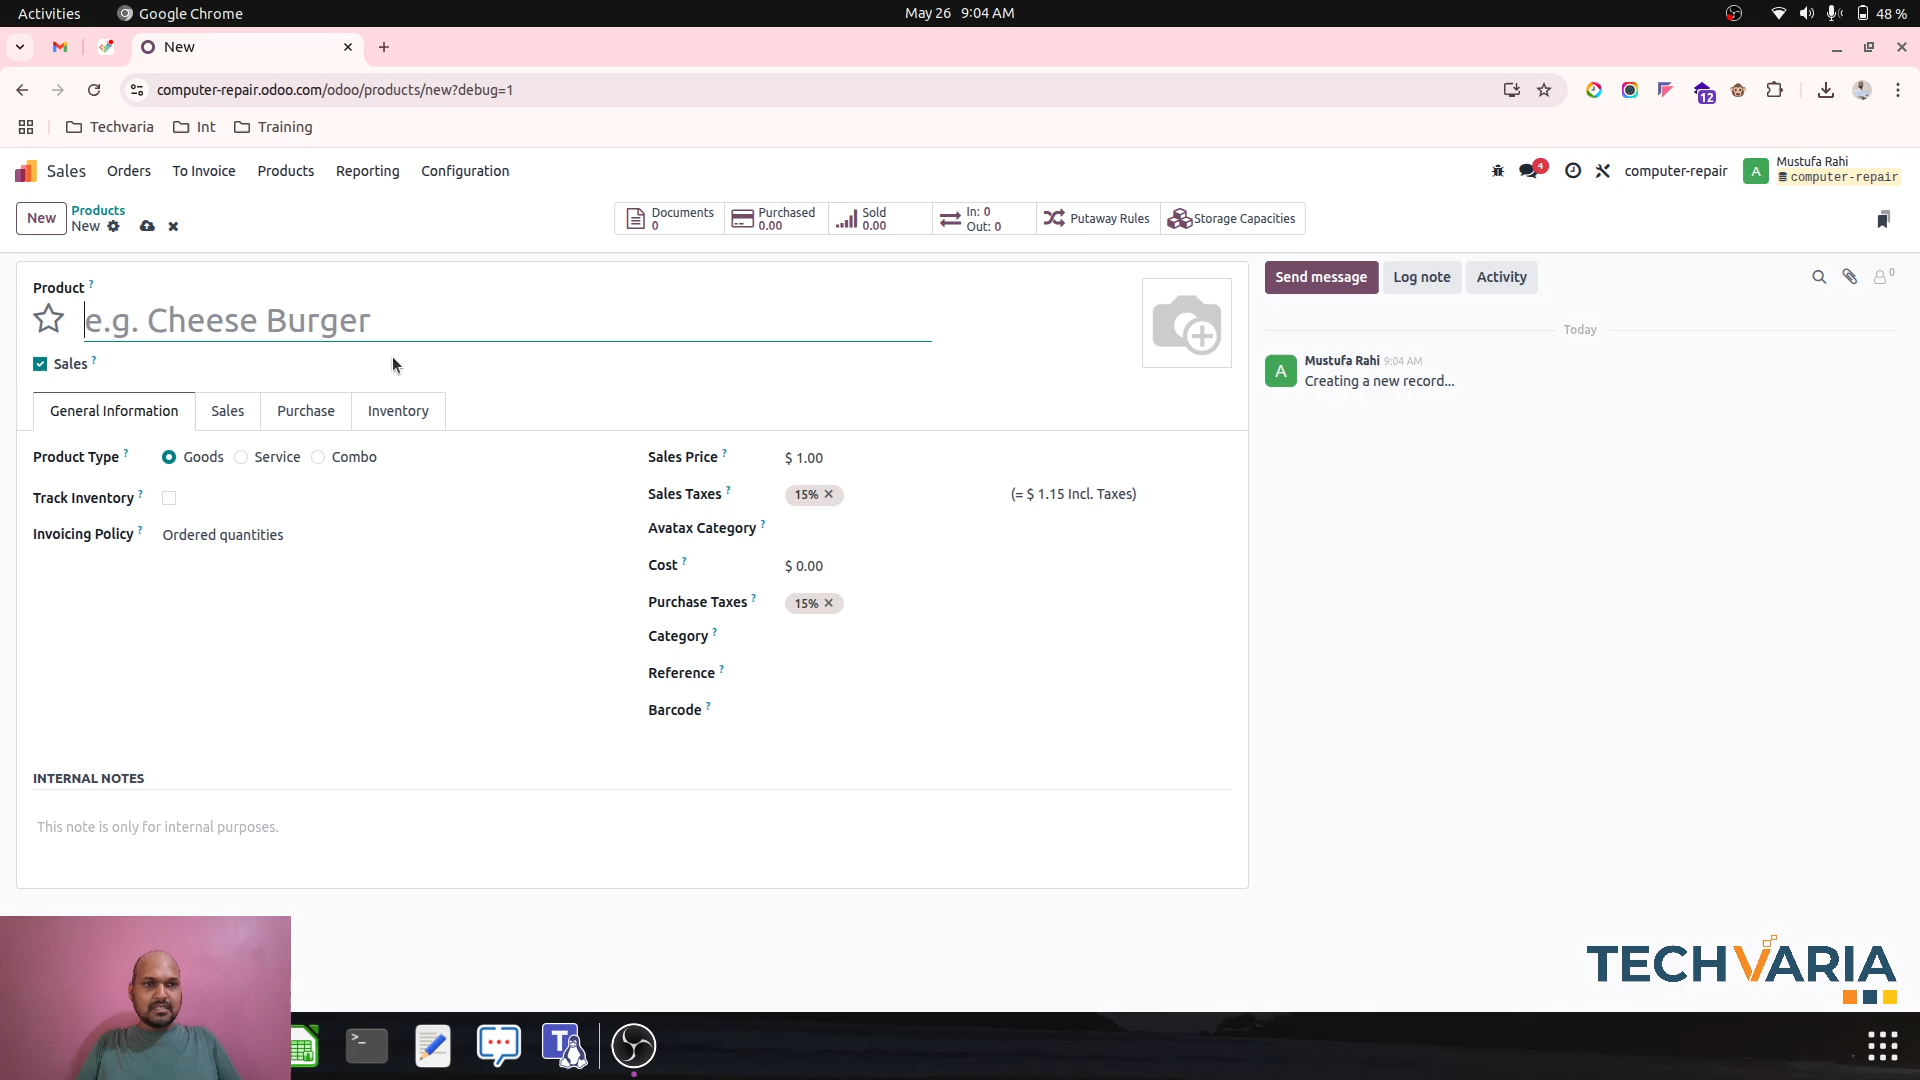 Activities
Google Chrome
May 26 9:04 AM
48 %
New
computer-repair.odoo.com/odoo/products/new?debug=1
12
Techvaria
Int
Training
Sales
Orders
To Invoice
Products
Reporting
Configuration
4
computer-repair
A
Mustufa Rahi
computer-repair
New
Products
New
Documents
0
Purchased
0.00
Sold
0.00
In: 0
Out: 0
Putaway Rules
Storage Capacities
Product ?
e.g. Cheese Burger
Sales ?
Send message
Log note
Activity
0
Today
A
Mustufa Rahi 9:04 AM
Creating a new record...
General Information
Sales
Purchase
Inventory
Product Type ?
Goods
Service
Combo
Track Inventory ?
Invoicing Policy ?
Ordered quantities
Sales Price ?
$ 1.00
Sales Taxes ?
15% ×
(= $ 1.15 Incl. Taxes)
Avatax Category ?
Cost ?
$ 0.00
Purchase Taxes ?
15% ×
Category ?
Reference ?
Barcode ?
INTERNAL NOTES
This note is only for internal purposes.
TECHVARIA
>_
T